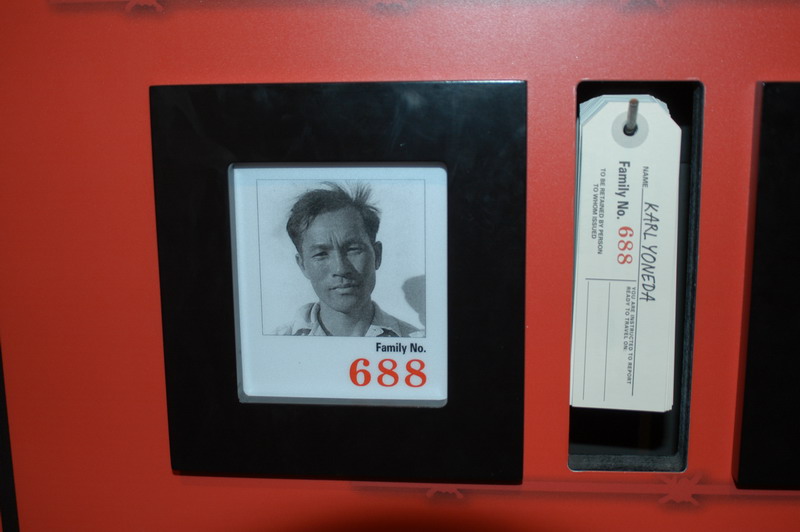 Family No.
688
NAME KARL YONEDA
Family No. 688
TO BE RETAINED BY PERSON
TO WHOM ISSUED
YOU ARE INSTRUCTED TO REPORT
READY TO TRAVEL ON: